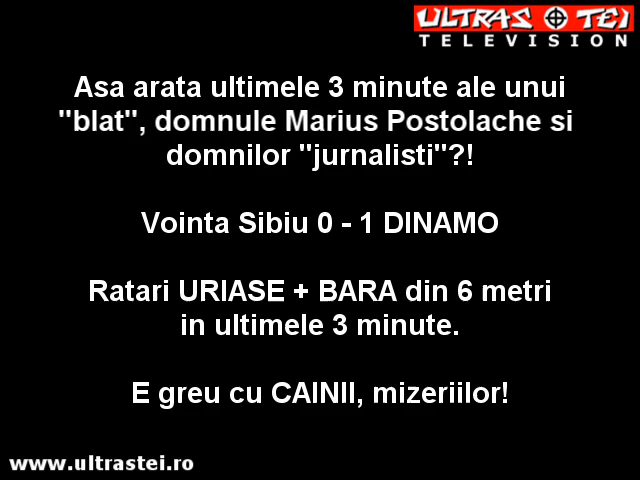 ULTRAS TEI
TELEVISION
Asa arata ultimele 3 minute ale unui
"blat", domnule Marius Postolache si
domnilor "jurnalisti"?!
Vointa Sibiu 0 - 1 DINAMO
Ratari URIASE + BARA din 6 metri
in ultimele 3 minute.
E greu cu CAINII, mizeriilor!
www.ultrastei.ro